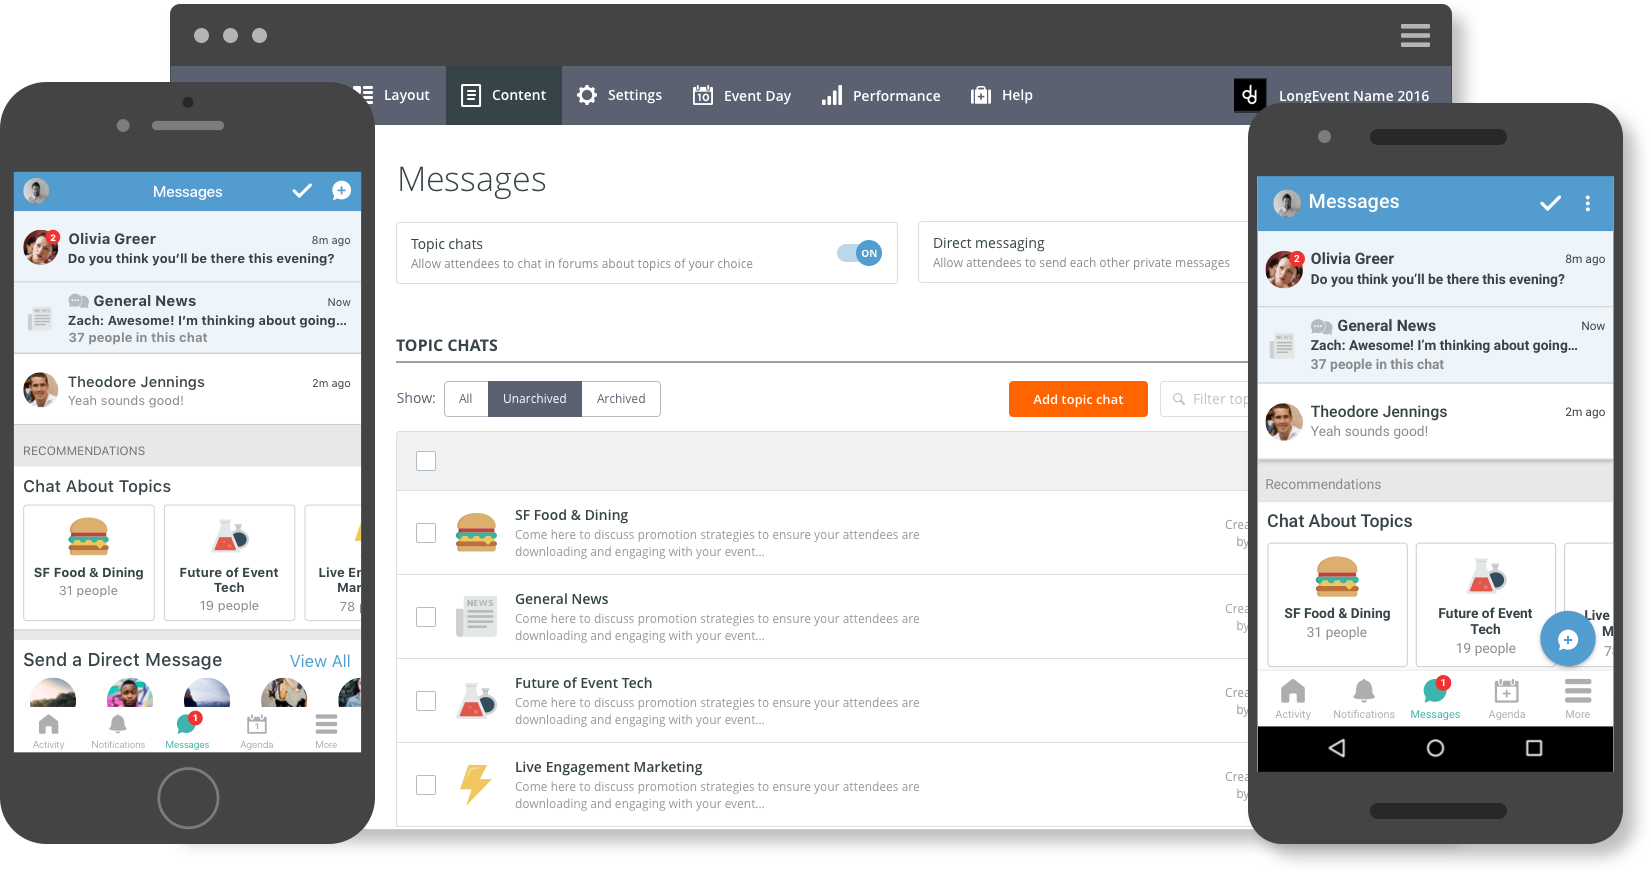 Layout
Content
Settings
10
Event Day
Performance
Help
LongEvent Name 2016
Messages
Topic chats
Allow attendees to chat in forums about topics of your choice
ON
Direct messaging
Allow attendees to send each other private messages
TOPIC CHATS
Show:
All
Unarchived
Archived
Add topic chat
Filter top
SF Food & Dining
Come here to discuss promotion strategies to ensure your attendees are
downloading and engaging with your event...
Crea
by
NEWS
General News
Come here to discuss promotion strategies to ensure your attendees are
downloading and engaging with your event...
Crea
by
Future of Event Tech
Come here to discuss promotion strategies to ensure your attendees are
downloading and engaging with your event...
Crea
by
Live Engagement Marketing
Come here to discuss promotion strategies to ensure your attendees are
downloading and engaging with your event...
Crea
by
Messages
2
Olivia Greer
8m ago
Do you think you’ll be there this evening?
NEWS
General News
Now
Zach: Awesome! I’m thinking about going...
37 people in this chat
Theodore Jennings
2m ago
Yeah sounds good!
RECOMMENDATIONS
Chat About Topics
SF Food & Dining
31 people
Future of Event
Tech
19 people
Live En
Mar
78 p
Send a Direct Message
View All
Activity
Notifications
1
Messages
1
Agenda
More
Messages
2
Olivia Greer
8m ago
Do you think you’ll be there this evening?
NEWS
General News
Now
Zach: Awesome! I’m thinking about going...
37 people in this chat
Theodore Jennings
2m ago
Yeah sounds good!
Recommendations
Chat About Topics
SF Food & Dining
31 people
Future of Event
Tech
19 people
Live
M
Activity
Notifications
1
Messages
Agenda
More